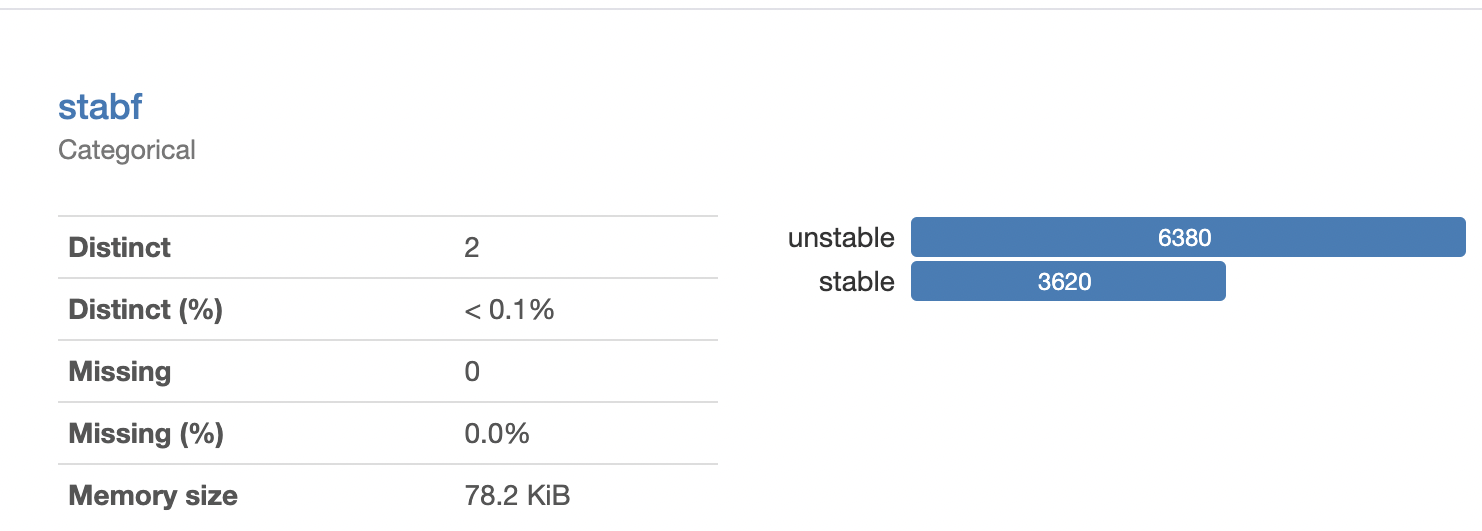 stabf
Categorical
Distinct 2
Distinct (%) < 0.1%
Missing 0
Missing (%) 0.0%
Memory size 78.2 KiB
unstable 6380
stable 3620